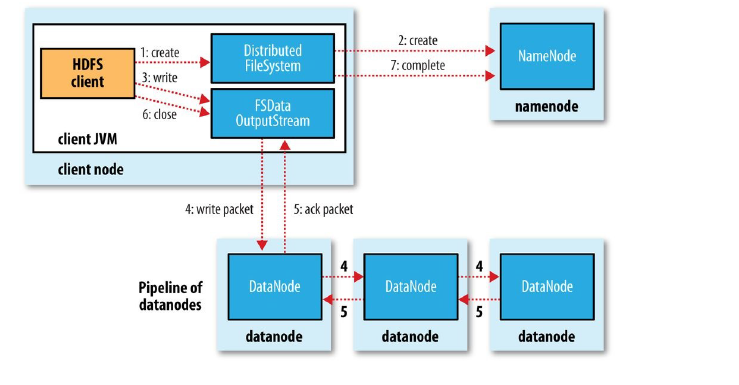 HDFS
client
1: create
3: write
6: close
Distributed
FileSystem
FSData
OutputStream
client JVM
client node
2: create
7: complete
NameNode
namenode
4: write packet
5: ack packet
Pipeline of
datanodes
DataNode
4
5
DataNode
4
5
DataNode
datanode
datanode
datanode